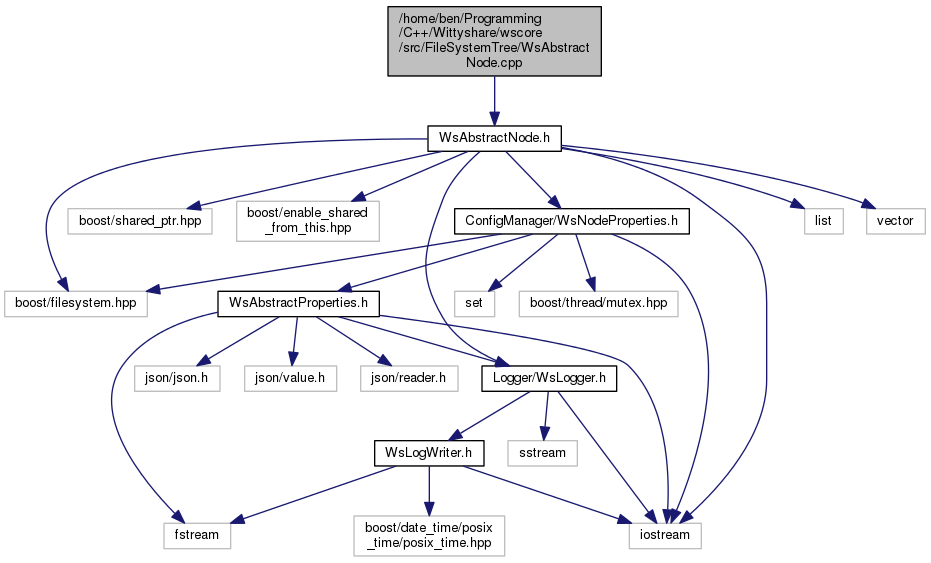 /home/ben/Programming
/C++/Wittyshare/wscore
/src/FileSystemTree/WsAbstract
Node.cpp
WsAbstractNode.h
boost/shared_ptr.hpp
boost/enable_shared
_from_this.hpp
ConfigManager/WsNodeProperties.h
list
vector
boost/filesystem.hpp
WsAbstractProperties.h
set
boost/thread/mutex.hpp
json/json.h
json/value.h
json/reader.h
Logger/WsLogger.h
WsLogWriter.h
sstream
fstream
boost/date_time/posix
_time/posix_time.hpp
iostream